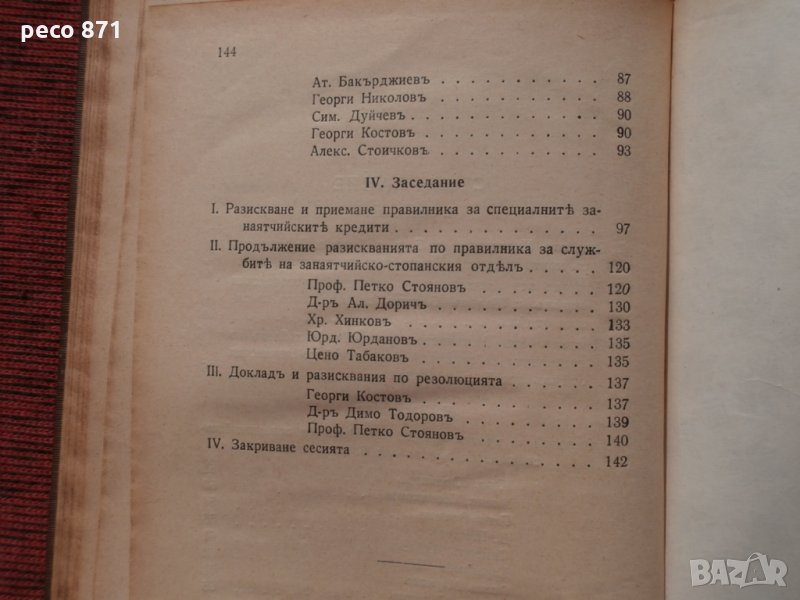 peco 871
144
Ат. Бакърджиевъ . . . . . . . . . . . 87
Георги Николовъ . . . . . . . . . . . 88
Сим. Дуйчевъ . . . . . . . . . . . . 90
Георги Костовъ . . . . . . . . . . . . 90
Алекс. Стоичковъ . . . . . . . . . . . 93
IV. Заседание
I. Разискване и приемане правилника за специалнитѣ за-
наятчийскитѣ кредити . . . . . . . . . . . . . 97
II. Продължение разискванията по правилника за служ-
битѣ на занаятчийско-стопанския отдѣлъ . . . . . 120
Проф. Петко Стояновъ . . . . . . . . . 120
Д-ръ Ал. Доричъ . . . . . . . . . . . 130
Хр. Хинковъ . . . . . . . . . . . . 133
Юрд. Юрдановъ . . . . . . . . . . . 135
Цено Табаковъ . . . . . . . . . . . 135
III. Докладъ и разисквания по резолюцията . . . . . . 137
Георги Костовъ . . . . . . . . . . . 137
Д-ръ Димо Тодоровъ . . . . . . . . . 139
Проф. Петко Стояновъ . . . . . . . . 140
IV. Закриване сесията . . . . . . . . . . . . . . 142
BAZAR